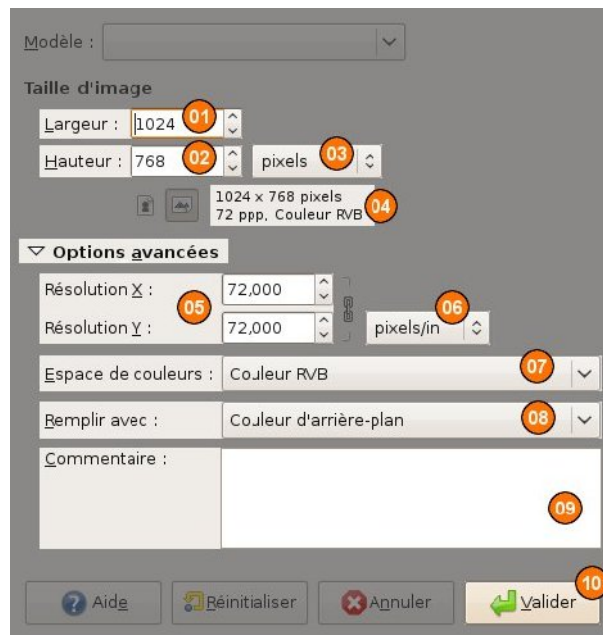 Modèle :
Taille d'image
Largeur : 1024 01
Hauteur : 768 02 pixels 03
1024 x 768 pixels
72 ppp, Couleur RVB 04
Options avancées
Résolution X : 72,000
05 06
Résolution Y : 72,000 pixels/in
Espace de couleurs : Couleur RVB 07
Remplir avec : Couleur d'arrière-plan 08
Commentaire :
09
10
Aide Réinitialiser Annuler Valider